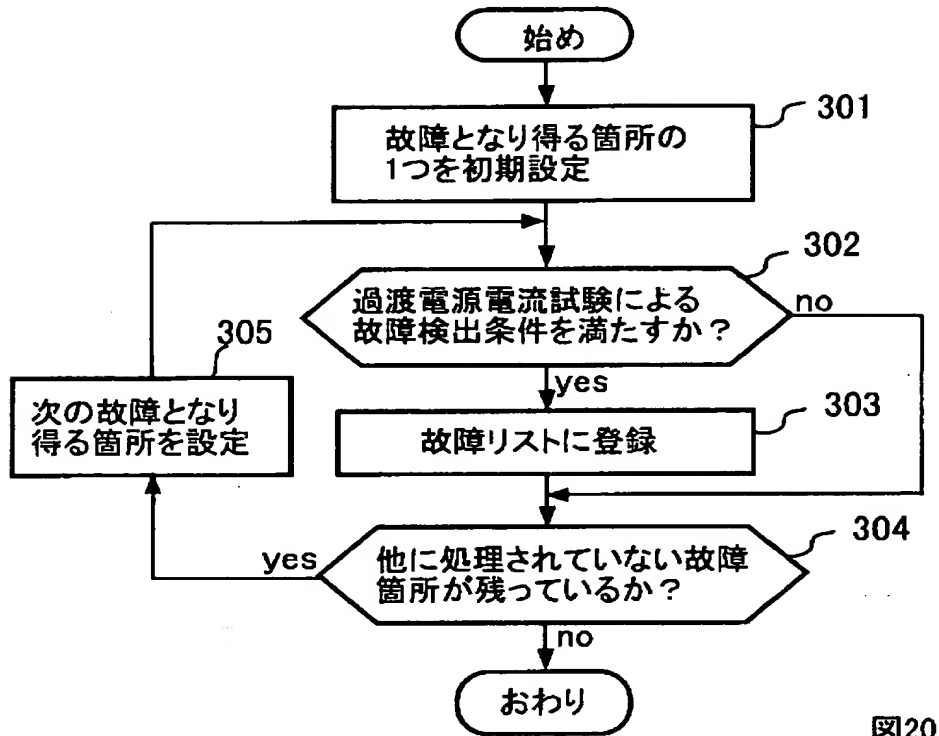 始め
301
故障となり得る箇所の
1つを初期設定
302
過渡電源電流試験による
故障検出条件を満たすか？
no
305
次の故障となり
得る箇所を設定
yes
303
故障リストに登録
304
yes
他に処理されていない故障
箇所が残っているか？
no
おわり
図20